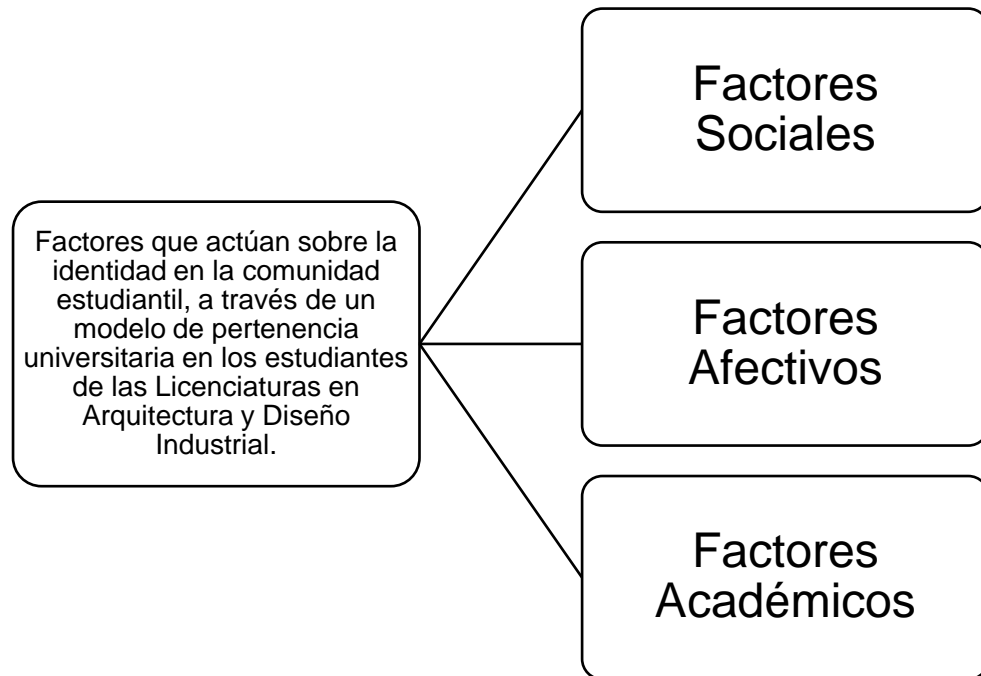 Factores que actúan sobre la
identidad en la comunidad
estudiantil, a través de un
modelo de pertenencia
universitaria en los estudiantes
de las Licenciaturas en
Arquitectura y Diseño
Industrial.
Factores
Sociales
Factores
Afectivos
Factores
Académicos